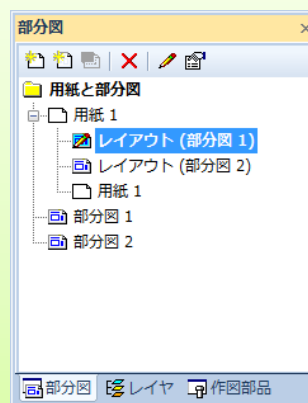 部分図
用紙と部分図
用紙 1
レイアウト (部分図 1)
レイアウト (部分図 2)
用紙 1
部分図 1
部分図 2
部分図 レイヤ 作図部品